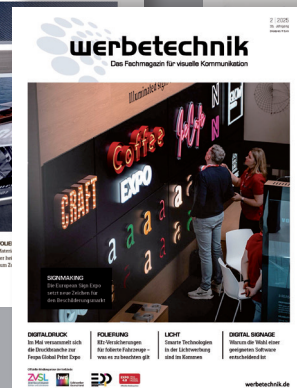 2 | 2025
werbetechnik
Das Fachmagazin für visuelle Kommunikation
Illuminated sign
Coffee
CRAFT
EXPO
N
a
SIGNMAKING
Die European Sign Expo
setzt neue Zeichen für
den Beschilderungsmarkt
DIGITALDRUCK
Im Mai versammelt sich
die Druckbranche zur
Fespa Global Print Expo
FOLIERUNG
Kfz-Versicherungen
für folierte Fahrzeuge –
was es zu beachten gilt
LICHT
Smarte Technologien
in der Lichtwerbung
sind im Kommen
DIGITAL SIGNAGE
Warum die Wahl einer
geeigneten Software
entscheidend ist
ZVSL
werbetechnik.de